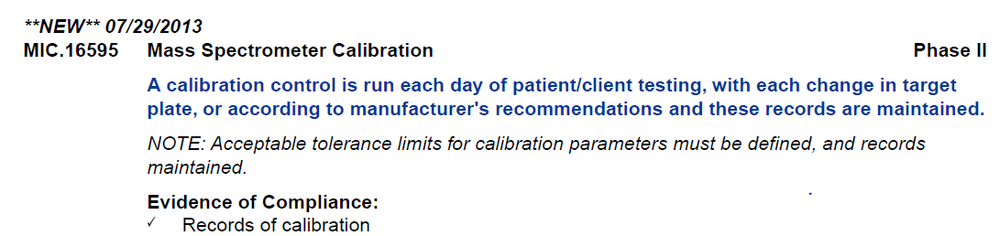 **NEW** 07/29/2013
MIC.16595 Mass Spectrometer Calibration Phase II
A calibration control is run each day of patient/client testing, with each change in target
plate, or according to manufacturer's recommendations and these records are maintained.
NOTE: Acceptable tolerance limits for calibration parameters must be defined, and records
maintained.
Evidence of Compliance:
✓ Records of calibration